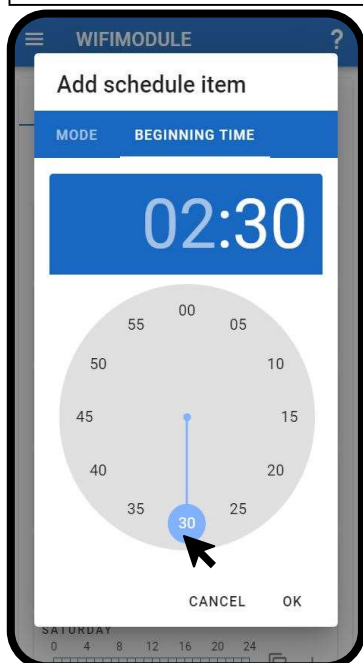 WIFIMODULE ?
Add schedule item
MODE BEGINNING TIME
02:30
00
55 05
50 10
45 15
40 20
35 25
30
CANCEL OK
SATURDAY
0 4 8 12 16 20 24